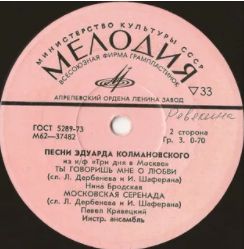 МИНИСТЕРСТВО КУЛЬТУРЫ СССР
МЕЛОДИЯ
ВСЕСОЮЗНАЯ ФИРМА ГРАМПЛАСТИНОК
АПРЕЛЕВСКИЙ ОРДЕНА ЛЕНИНА ЗАВОД
33
ГОСТ 5289-73
М62—37482
2 сторона
Гр. 3. 0-70
ПЕСНИ ЭДУАРДА КОЛМАНОВСКОГО
из к/ф «Три дня в Москве»
ТЫ ГОВОРИШЬ МНЕ О ЛЮБВИ
(сл. Л. Дербенева и И. Шаферана)
Нина Бродская
МОСКОВСКАЯ СЕРЕНАДА
(сл. Л. Дербенева и И. Шаферана)
Павел Кравецкий
Инстр. ансамбль